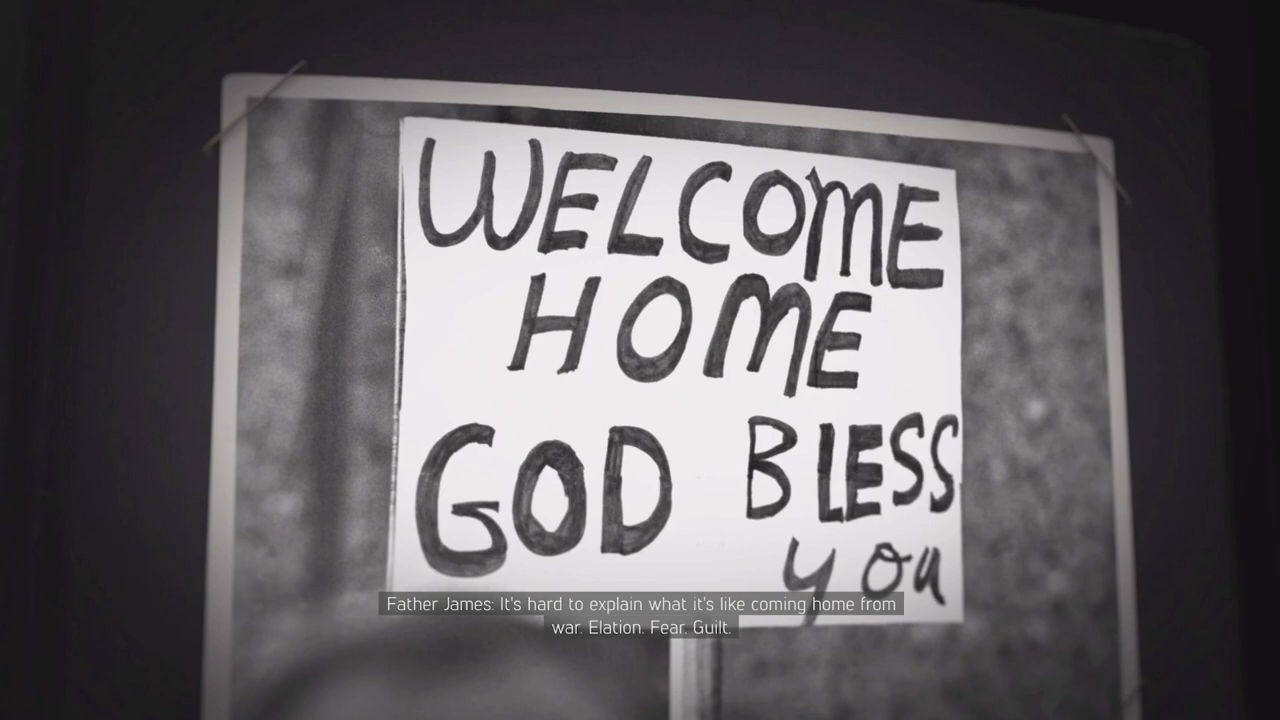 WELCOME
HOME
GOD BLESS
you
Father James: It's hard to explain what it's like coming home from
war. Elation. Fear. Guilt.